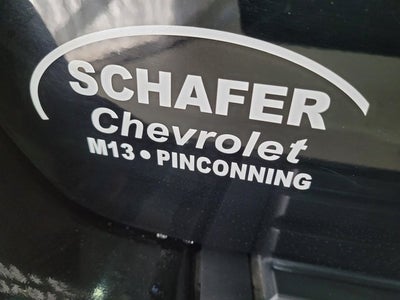 SCHAFER
Chevrolet
M13 • PINCONNING